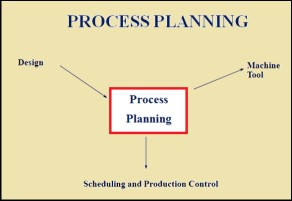 PROCESS PLANNING
Design
Machine
Tool
Process
Planning
Scheduling and Production Control